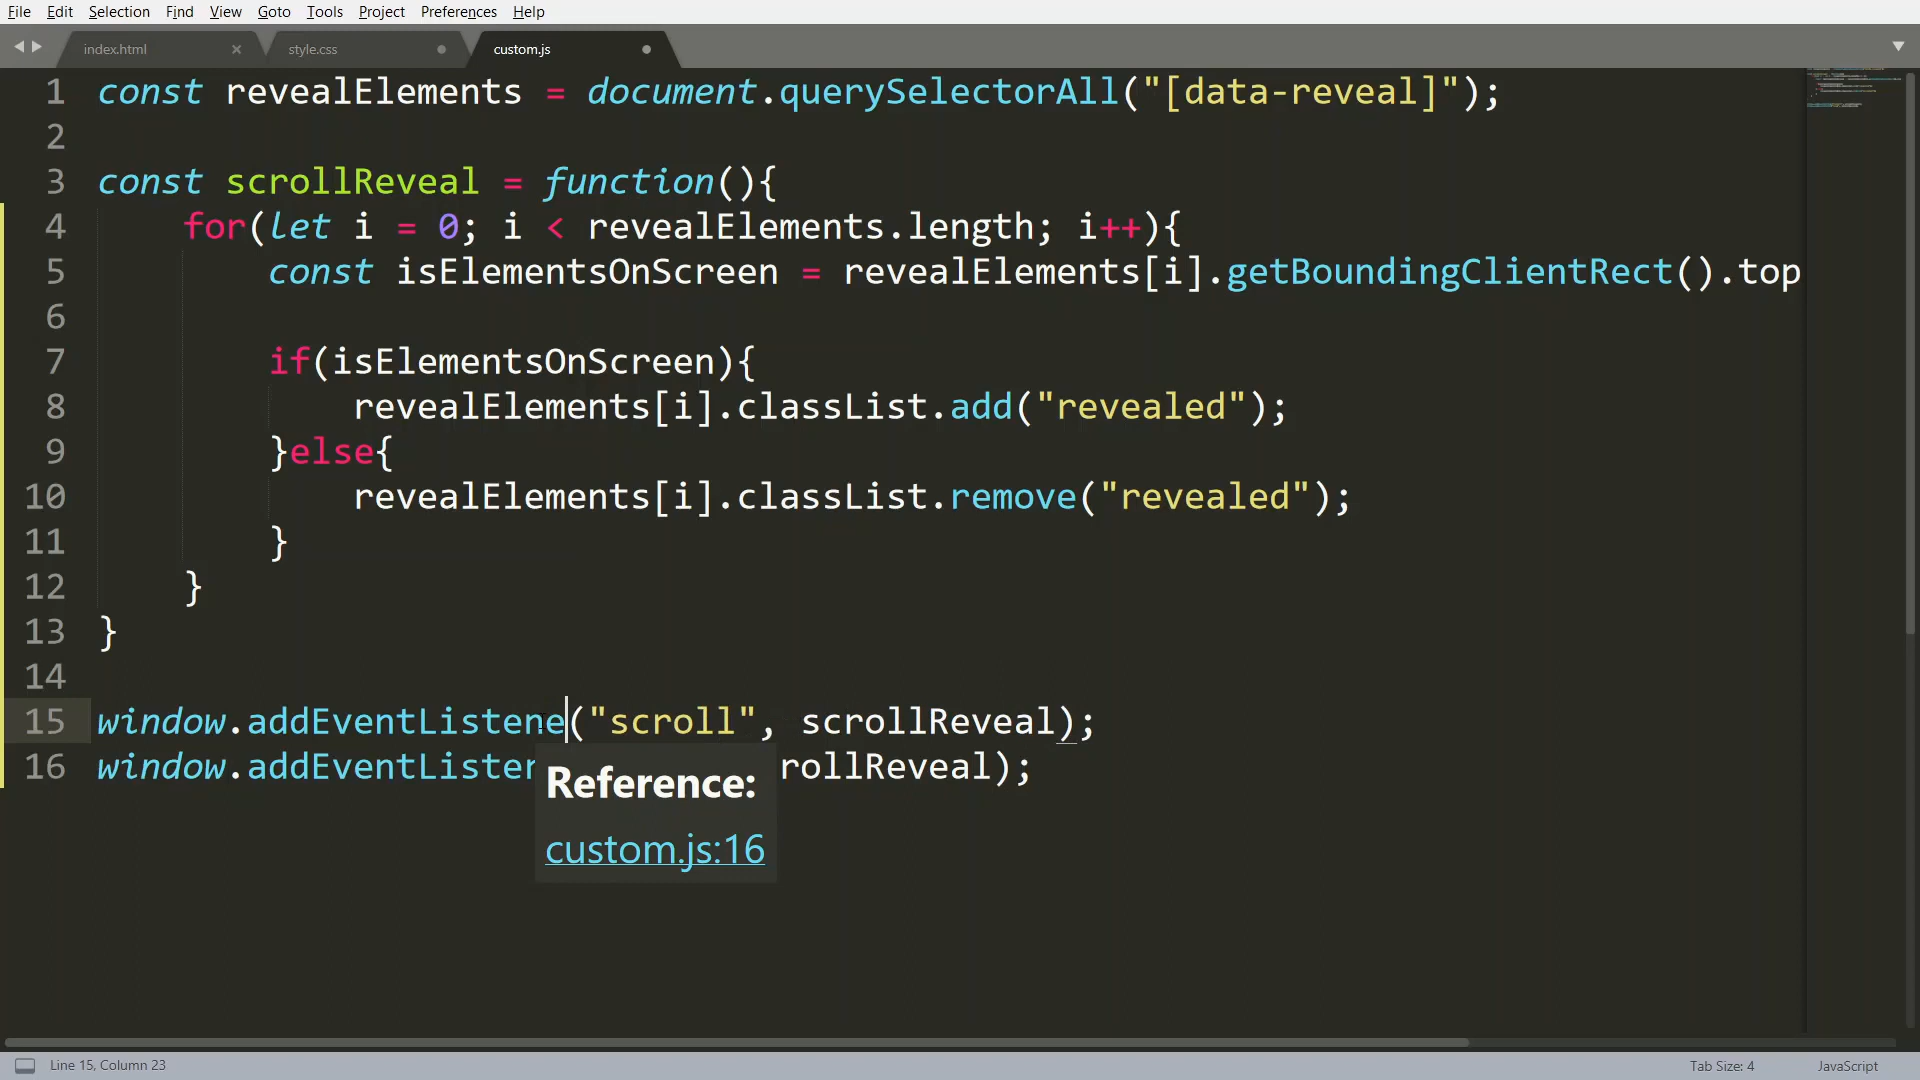 File Edit Selection Find View Goto Tools Project Preferences Help
index.html style.css custom.js
1 const revealElements = document.querySelectorAll("[data-reveal]");
2
3 const scrollReveal = function(){
4 for(let i = 0; i < revealElements.length; i++){
5 const isElementsOnScreen = revealElements[i].getBoundingClientRect().top
6
7 if(isElementsOnScreen){
8 revealElements[i].classList.add("revealed");
9 }else{
10 revealElements[i].classList.remove("revealed");
11 }
12 }
13 }
14
15 window.addEventListene("scroll", scrollReveal);
16 window.addEventLister rollReveal);
Reference:
custom.js:16
Line 15, Column 23 Tab Size: 4 JavaScript